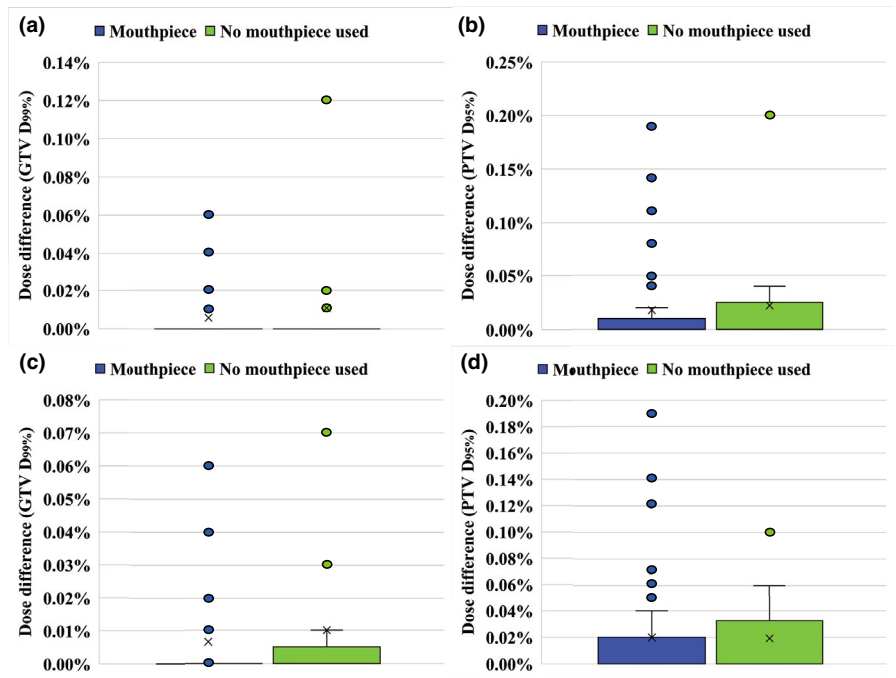 (a)
Mouthpiece No mouthpiece used
Dose difference (GTV D99%)
0.14%
0.12%
0.10%
0.08%
0.06%
0.04%
0.02%
0.00%
(b)
Mouthpiece No mouthpiece used
Dose difference (PTV D95%)
0.25%
0.20%
0.15%
0.10%
0.05%
0.00%
(c)
Mouthpiece No mouthpiece used
Dose difference (GTV D99%)
0.08%
0.07%
0.06%
0.05%
0.04%
0.03%
0.02%
0.01%
0.00%
(d)
Mouthpiece No mouthpiece used
Dose difference (PTV D95%)
0.20%
0.18%
0.16%
0.14%
0.12%
0.10%
0.08%
0.06%
0.04%
0.02%
0.00%